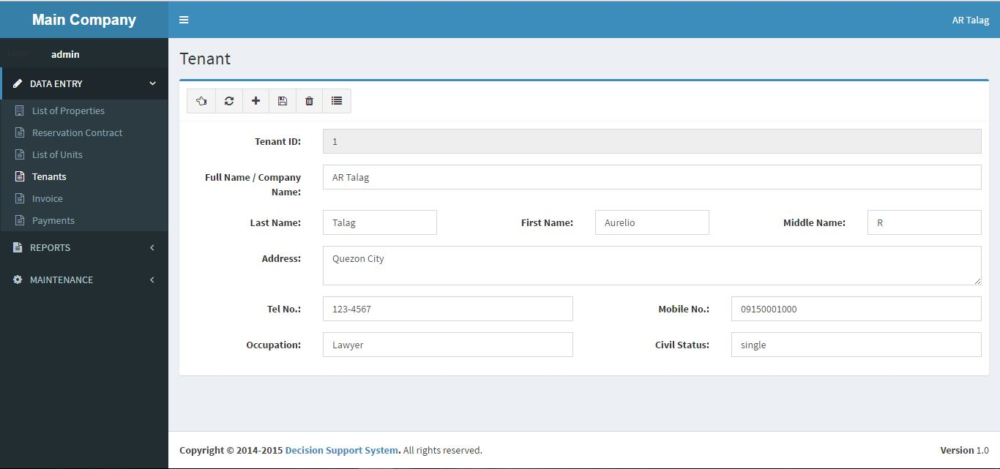 Main Company
AR Talag
User:
admin
DATA ENTRY
List of Properties
Reservation Contract
List of Units
Tenants
Invoice
Payments
REPORTS
MAINTENANCE
Tenant
Tenant ID: 1
Full Name / Company
Name:
AR Talag
Last Name: Talag First Name: Aurelio Middle Name: R
Address: Quezon City
Tel No.: 123-4567 Mobile No.: 09150001000
Occupation: Lawyer Civil Status: single
Copyright © 2014-2015 Decision Support System. All rights reserved. Version 1.0